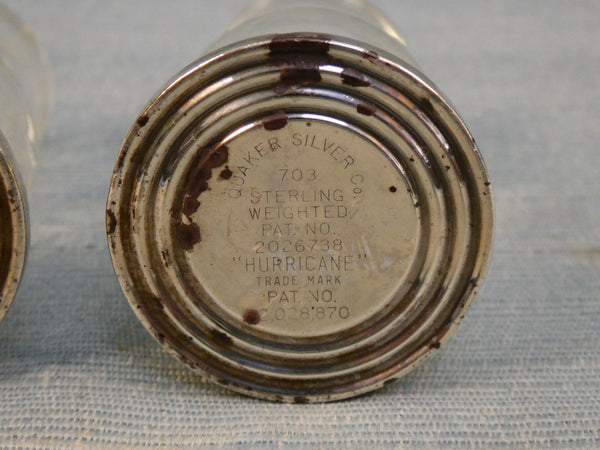 QUAKER SILVER Co.
703
STERLING
WEIGHTED
PAT. NO.
2026738
"HURRICANE"
TRADE MARK
PAT. NO.
2,028,870